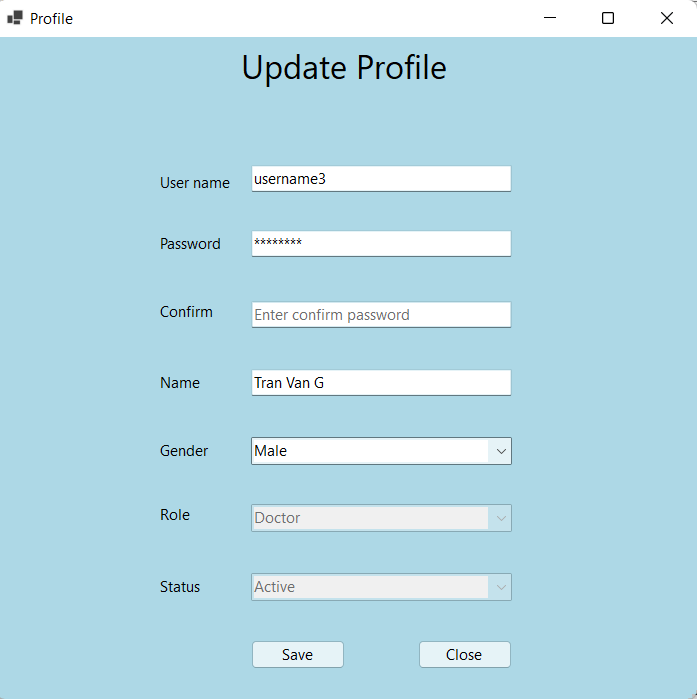 Profile
Update Profile
User name username3
Password ********
Confirm Enter confirm password
Name Tran Van G
Gender Male
Role Doctor
Status Active
Save Close